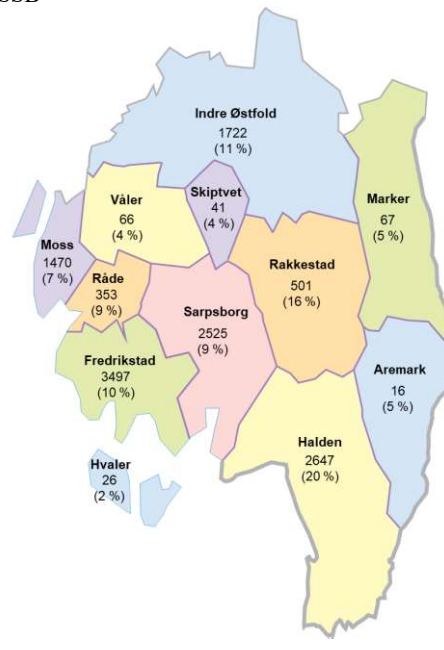 SSB
Indre Østfold
1722
(11 %)
Skiptvet
41
(4 %)
Marker
67
(5 %)
Våler
66
(4 %)
Moss
1470
(7 %)
Råde
353
(9 %)
Rakkestad
501
(16 %)
Sarpsborg
2525
(9 %)
Fredrikstad
3497
(10 %)
Aremark
16
(5 %)
Halden
2647
(20 %)
Hvaler
26
(2 %)